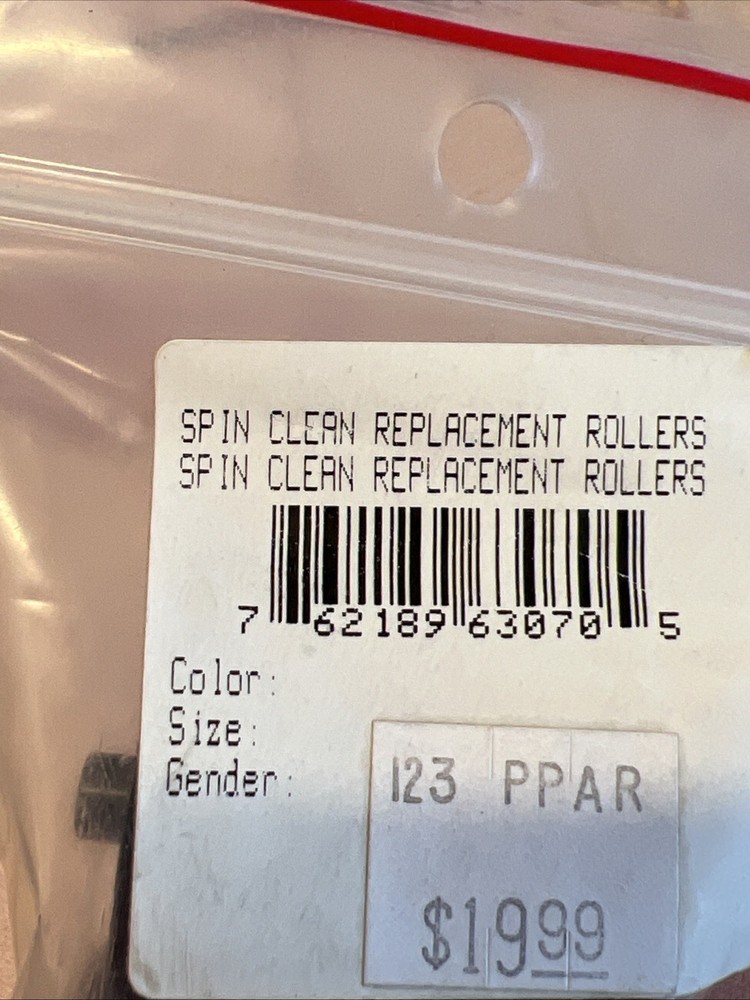 SPIN CLEAN REPLACEMENT ROLLERS
SPIN CLEAN REPLACEMENT ROLLERS
7 62189 63070 5
Color:
Size:
Gender:
123 PPAR
$19.99